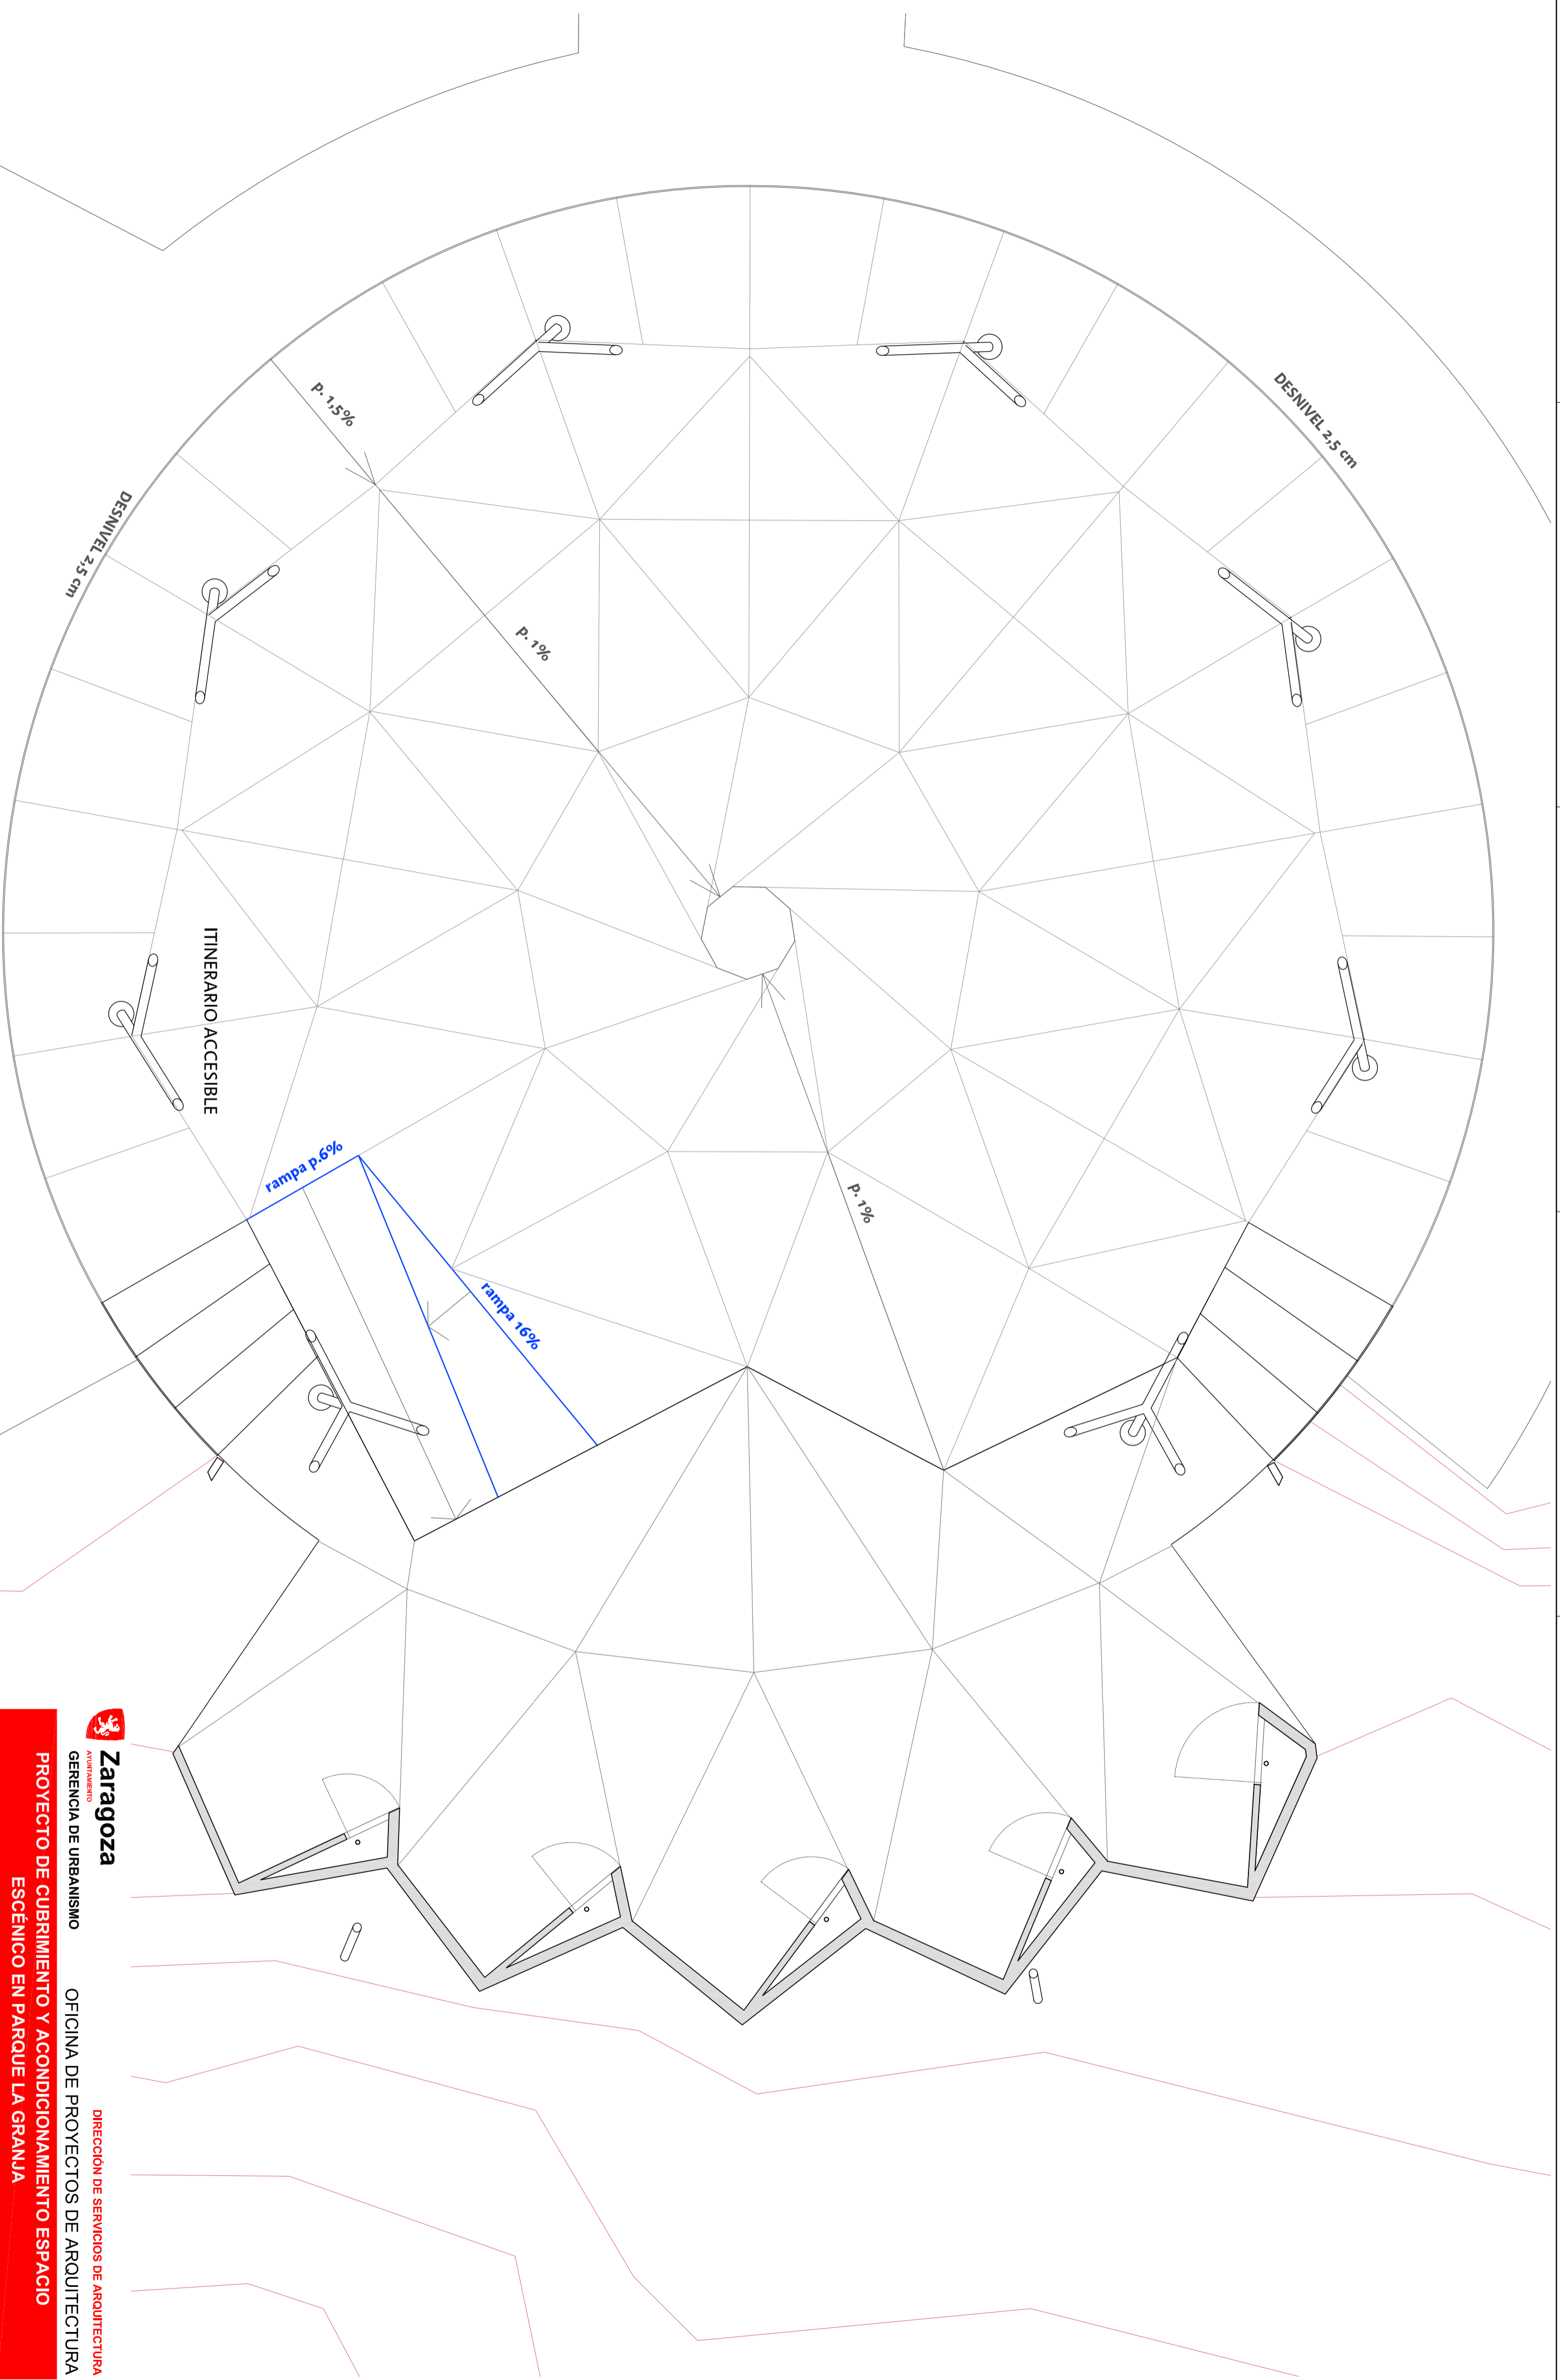 DESNIVEL 2,5 cm
p. 1,5%
DESNIVEL 2,5 cm
p. 1%
ITINERARIO ACCESIBLE
rampa p.6%
p. 1%
rampa 16%
Zaragoza
AYUNTAMIENTO
GERENCIA DE URBANISMO
DIRECCIÓN DE SERVICIOS DE ARQUITECTURA
OFICINA DE PROYECTOS DE ARQUITECTURA
PROYECTO DE CUBRIMIENTO Y ACONDICIONAMIENTO ESPACIO
ESCÉNICO EN PARQUE LA GRANJA